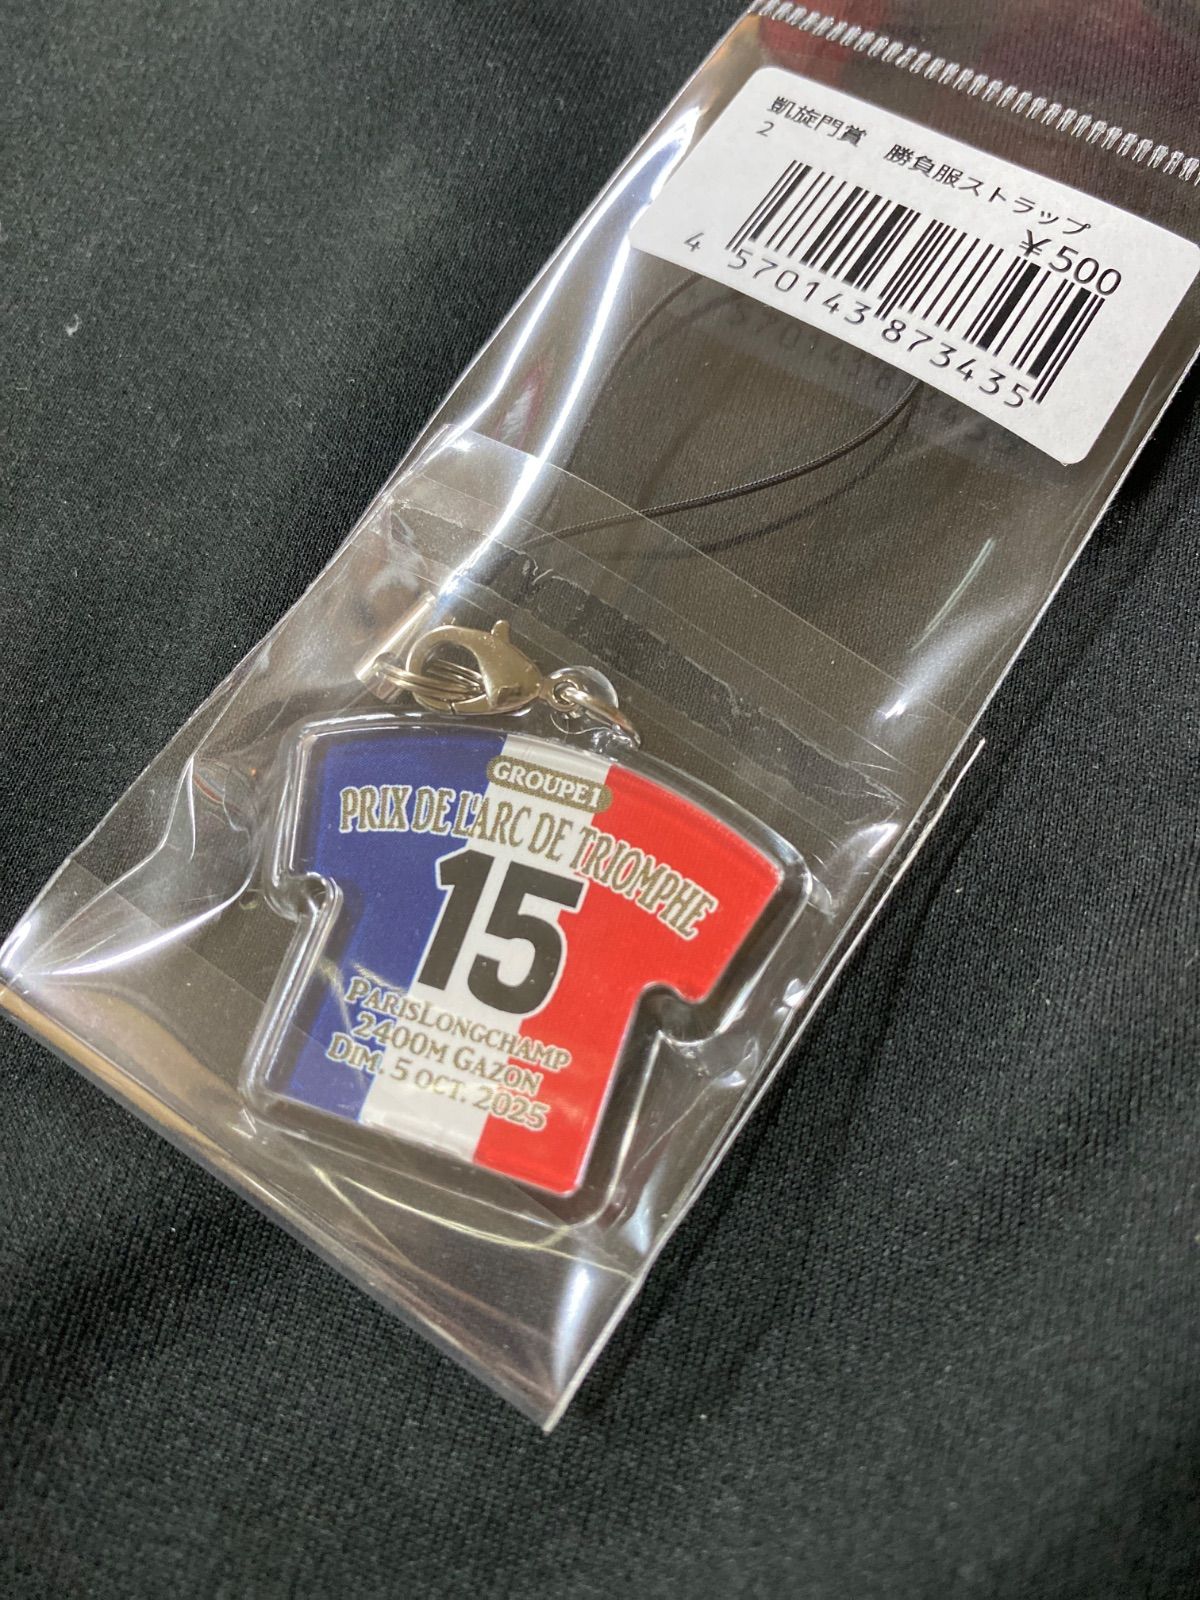 凱旋門賞 勝負服ストラップ
2
¥500
4 570143 873435
GROUPE I
PRIX DE L'ARC DE TRIOMPHE
15
PARISLONGCHAMP
2400M GAZON
DIM. 5 OCT. 2025